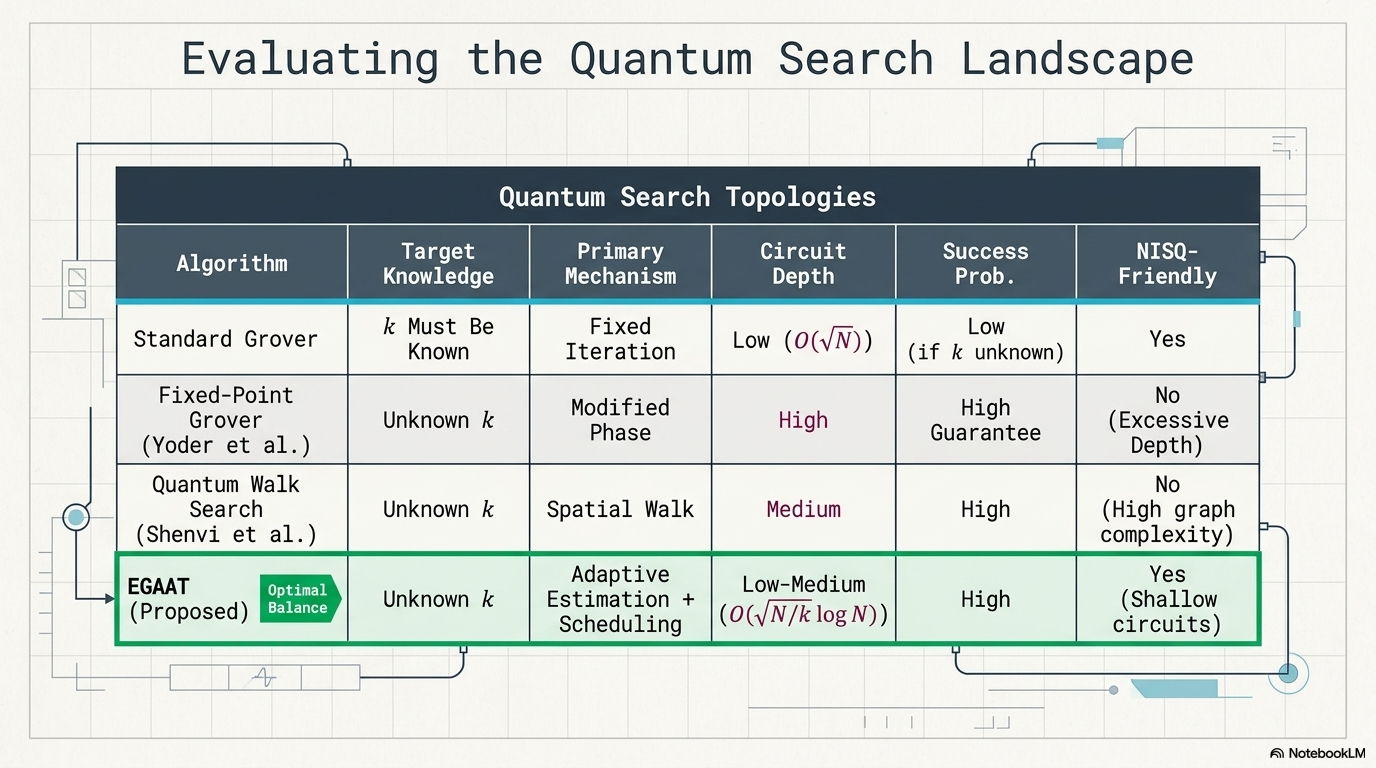 Evaluating the Quantum Search Landscape
Quantum Search Topologies
Algorithm
Target
Knowledge
Primary
Mechanism
Circuit
Depth
Success
Prob.
NISQ-
Friendly
Standard Grover
k Must Be
Known
Fixed
Iteration
Low (O(√N))
Low
(if k unknown)
Yes
Fixed-Point
Grover
(Yoder et al.)
Unknown k
Modified
Phase
High
High
Guarantee
No
(Excessive
Depth)
Quantum Walk
Search
(Shenvi et al.)
Unknown k
Spatial Walk
Medium
High
No
(High graph
complexity)
EGAAT
(Proposed)
Optimal
Balance
Unknown k
Adaptive
Estimation +
Scheduling
Low-Medium
(O(√N/k log N))
High
Yes
(Shallow
circuits)
NotebookLM